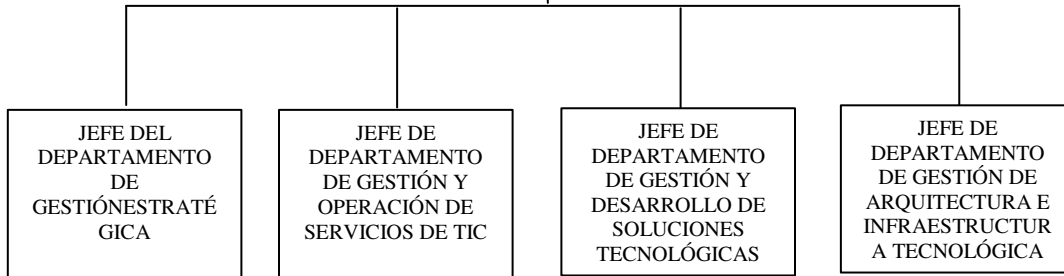 JEFE DEL
DEPARTAMENTO
DE
GESTIÓNESTRATÉ
GICA
JEFE DE
DEPARTAMENTO
DE GESTIÓN Y
OPERACIÓN DE
SERVICIOS DE TIC
JEFE DE
DEPARTAMENTO
DE GESTIÓN Y
DESARROLLO DE
SOLUCIONES
TECNOLÓGICAS
JEFE DE
DEPARTAMENTO
DE GESTIÓN DE
ARQUITECTURA E
INFRAESTRUCTUR
A TECNOLÓGICA